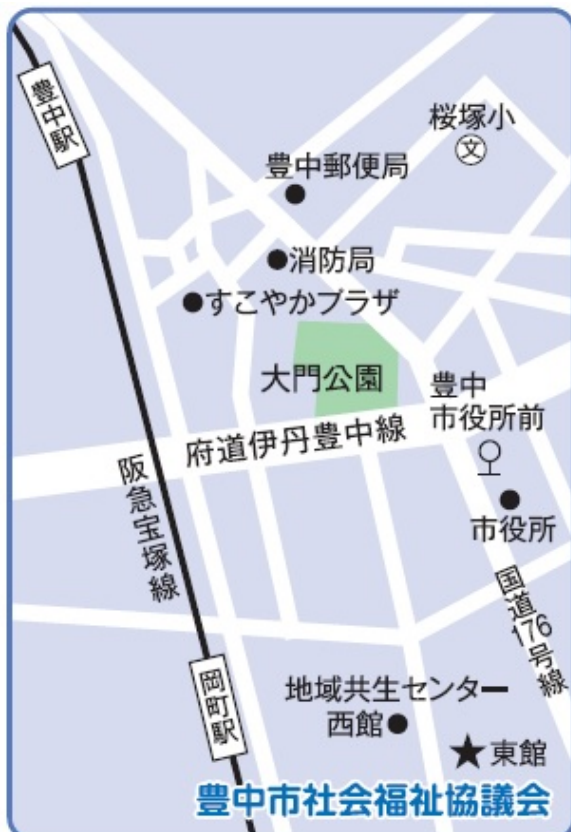 豊中駅
桜塚小
文
豊中郵便局
消防局
すこやかプラザ
大門公園
豊中
市役所前
府道伊丹豊中線
阪急宝塚線
市役所
国道176号線
岡町駅
地域共生センター
西館
東館
豊中市社会福祉協議会